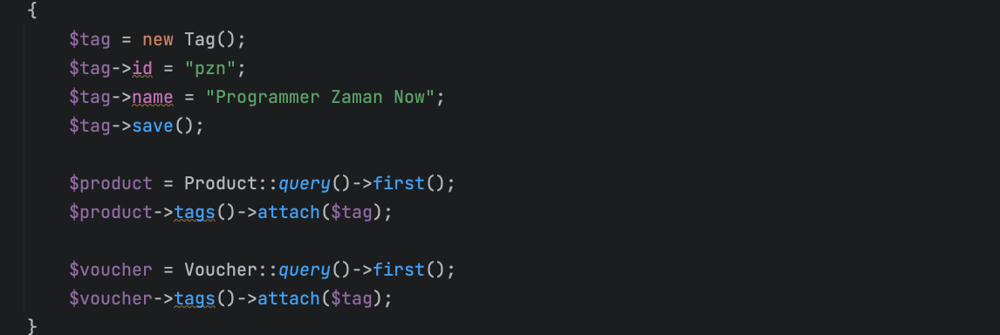 {
    $tag = new Tag();
    $tag->id = "pzn";
    $tag->name = "Programmer Zaman Now";
    $tag->save();

    $product = Product::query()->first();
    $product->tags()->attach($tag);

    $voucher = Voucher::query()->first();
    $voucher->tags()->attach($tag);
}